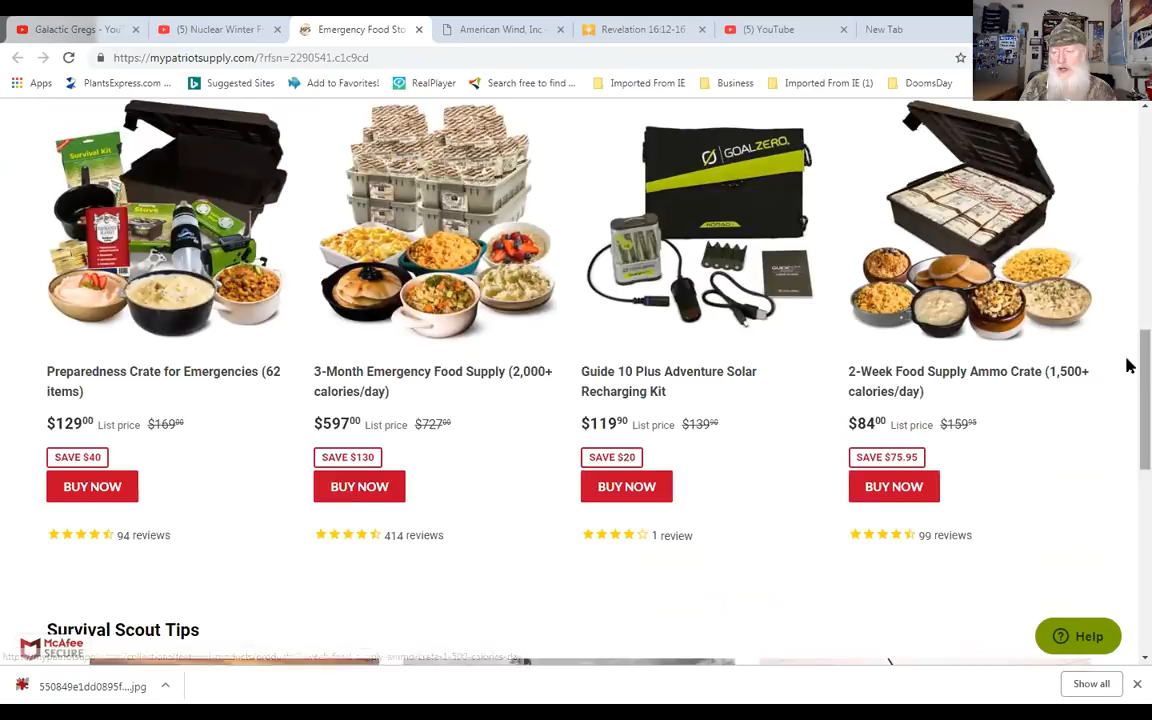 Galactic Gregs - You
(5) Nuclear Winter F
Emergency Food Sto
American Wind, Inc
Revelation 16:12-16
(5) YouTube
New Tab
https://mypatriotsupply.com/?rfsn=2290541.c1c9cd
Apps
PlantsExpress.com ...
Suggested Sites
Add to Favorites!
RealPlayer
Search free to find ...
Imported From IE
Business
Imported From IE (1)
DoomsDay
Survival Kit
GOALZERO
NOMAD
GUIDE
Preparedness Crate for Emergencies (62
items)
$129.00 List price $169.00
SAVE $40
BUY NOW
94 reviews
3-Month Emergency Food Supply (2,000+
calories/day)
$597.00 List price $727.00
SAVE $130
BUY NOW
414 reviews
Guide 10 Plus Adventure Solar
Recharging Kit
$119.90 List price $139.90
SAVE $20
BUY NOW
1 review
2-Week Food Supply Ammo Crate (1,500+
calories/day)
$84.00 List price $159.95
SAVE $75.95
BUY NOW
99 reviews
Survival Scout Tips
McAfee
SECURE
Help
550849e1dd0895f....jpg
Show all